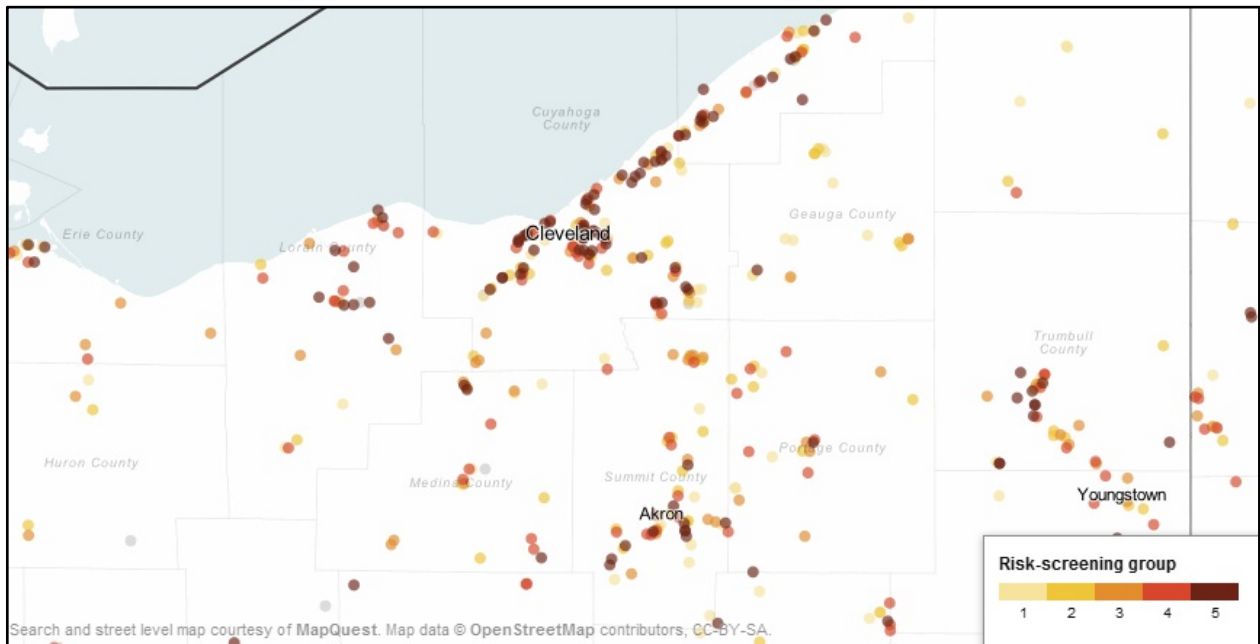 Cuyahoga
County
Geauga County
Erie County
Cleveland
Lorain County
Trumbull
County
Huron County
Portage County
Medina County
Summit County
Youngstown
Akron
Risk-screening group
1 2 3 4 5
Search and street level map courtesy of MapQuest. Map data © OpenStreetMap contributors, CC-BY-SA.